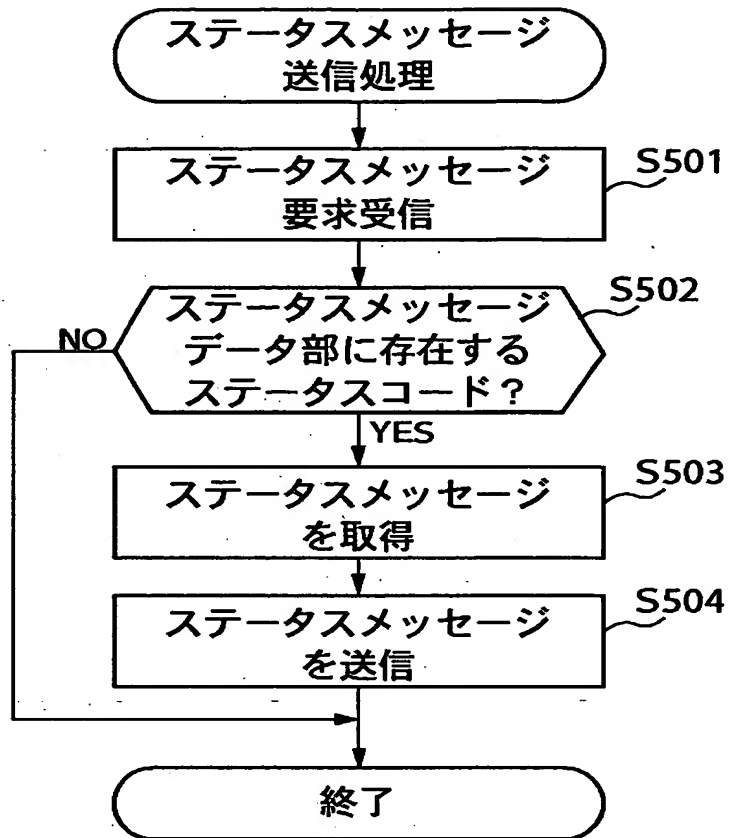 ステータスメッセージ
送信処理
ステータスメッセージ
要求受信
S501
ステータスメッセージ
データ部に存在する
ステータスコード?
S502
NO
YES
ステータスメッセージ
を取得
S503
ステータスメッセージ
を送信
S504
終了